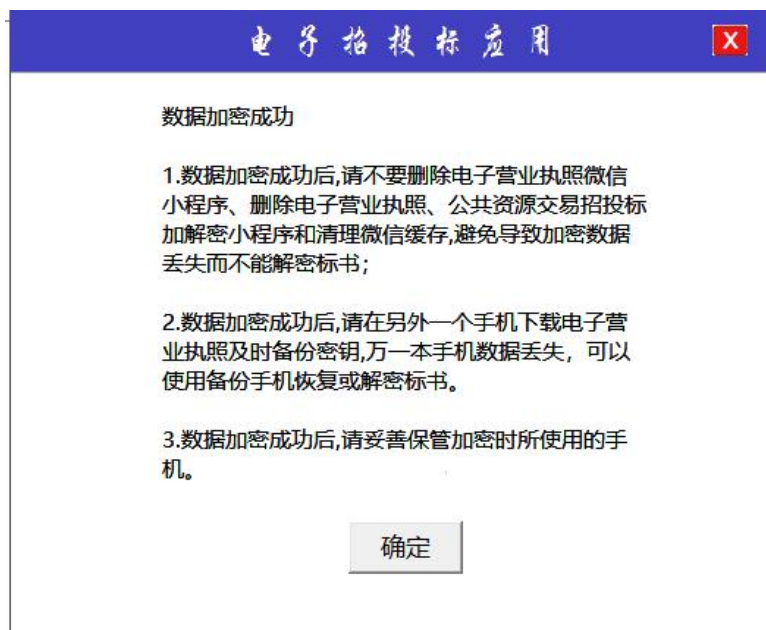 电子招投标应用
X
数据加密成功
1.数据加密成功后,请不要删除电子营业执照微信
小程序、删除电子营业执照、公共资源交易招投标
加解密小程序和清理微信缓存,避免导致加密数据
丢失而不能解密标书；
2.数据加密成功后,请在另外一个手机下载电子营
业执照及时备份密钥,万一本手机数据丢失，可以
使用备份手机恢复或解密标书。
3.数据加密成功后,请妥善保管加密时所使用的手
机。
确定